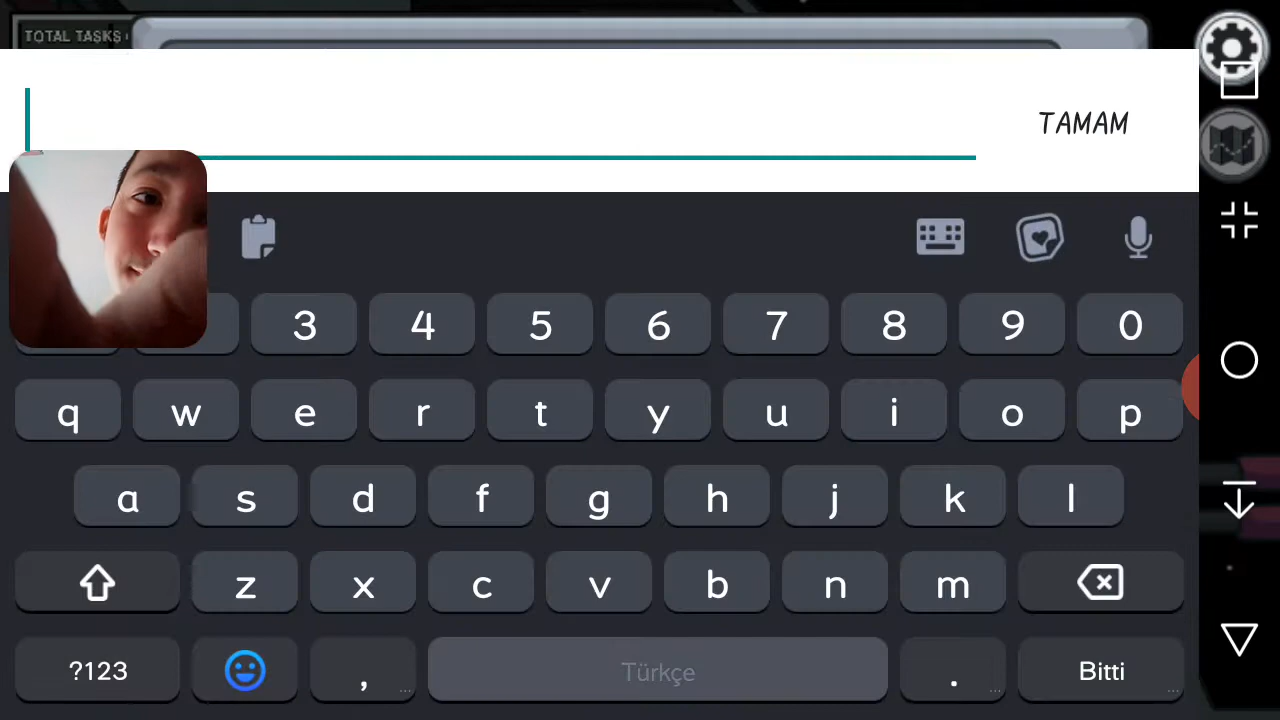 TOTAL TASKS
TAMAM
3 4 5 6 7 8 9 0
q w e r t y u i o p
a s d f g h j k l
z x c v b n m
?123 , ... Türkçe . ... Bitti ...